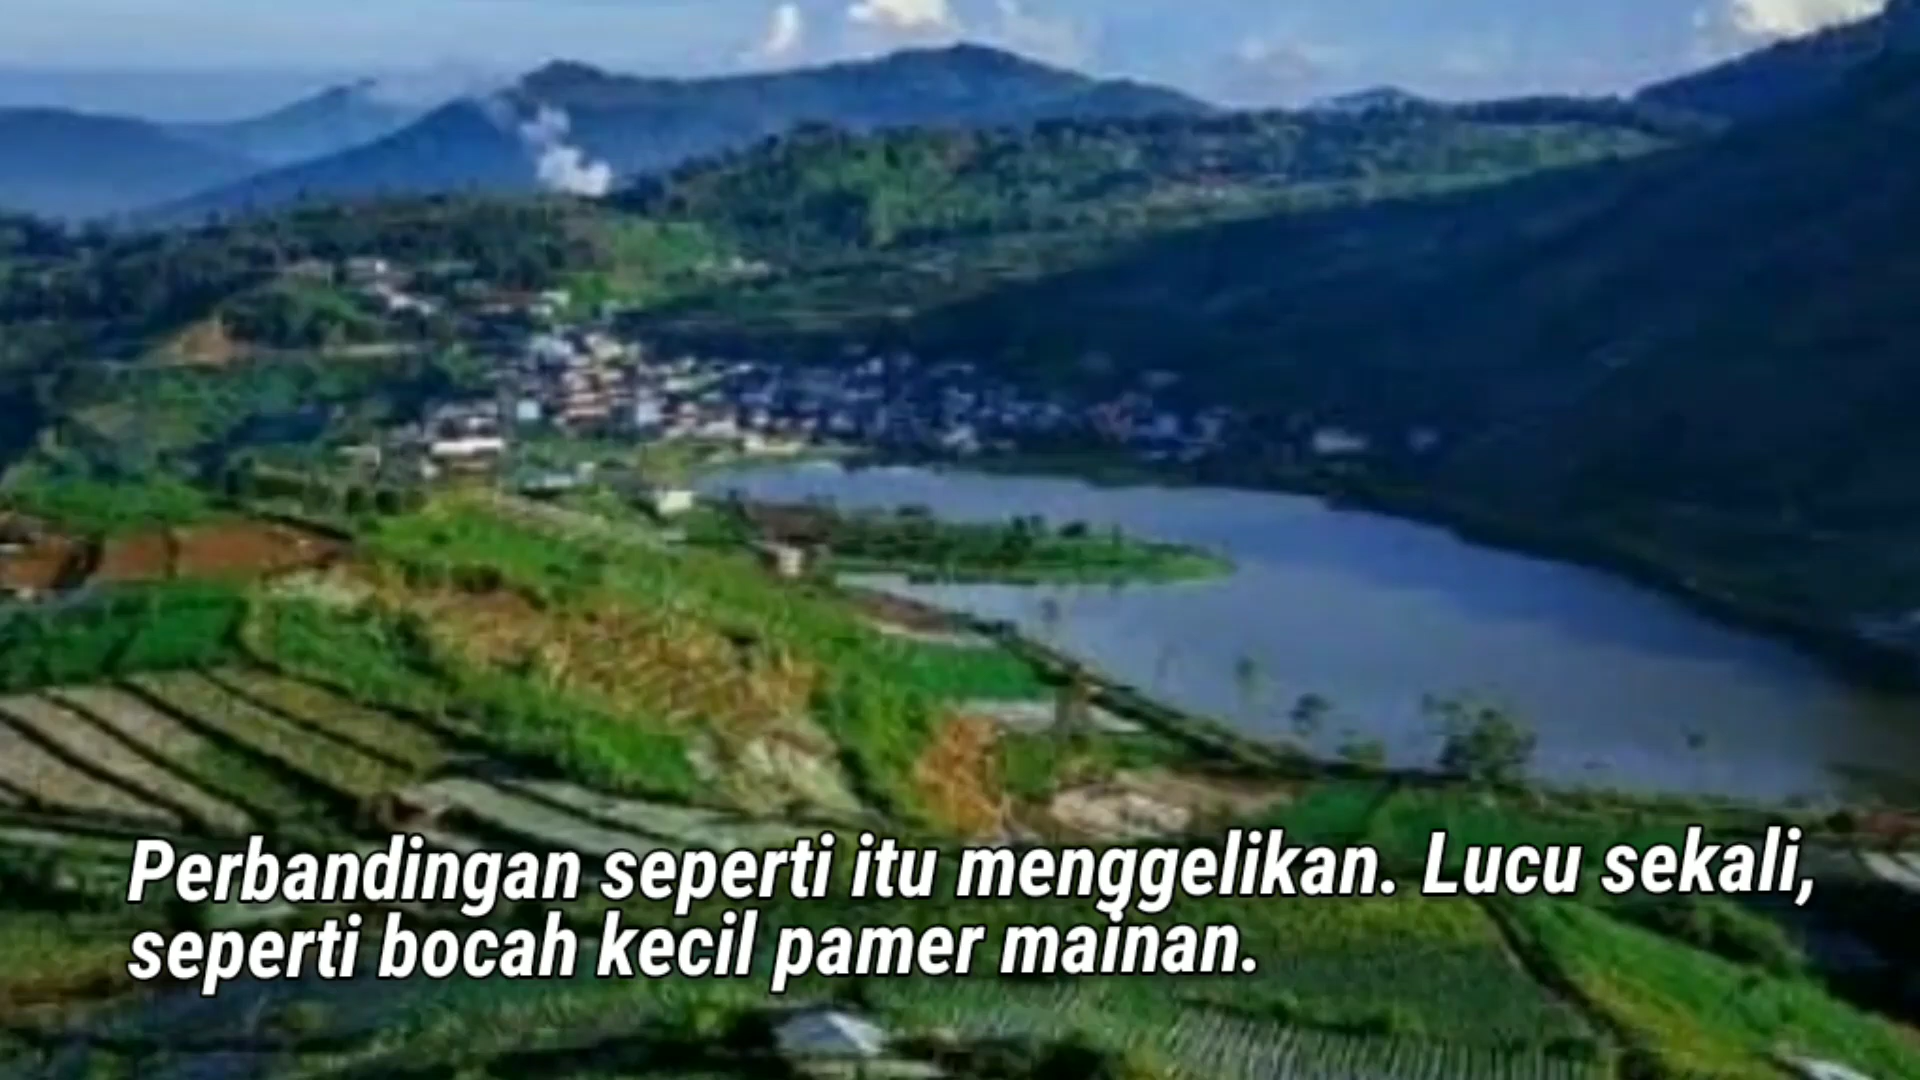 Perbandingan seperti itu menggelikan. Lucu sekali,
seperti bocah kecil pamer mainan.